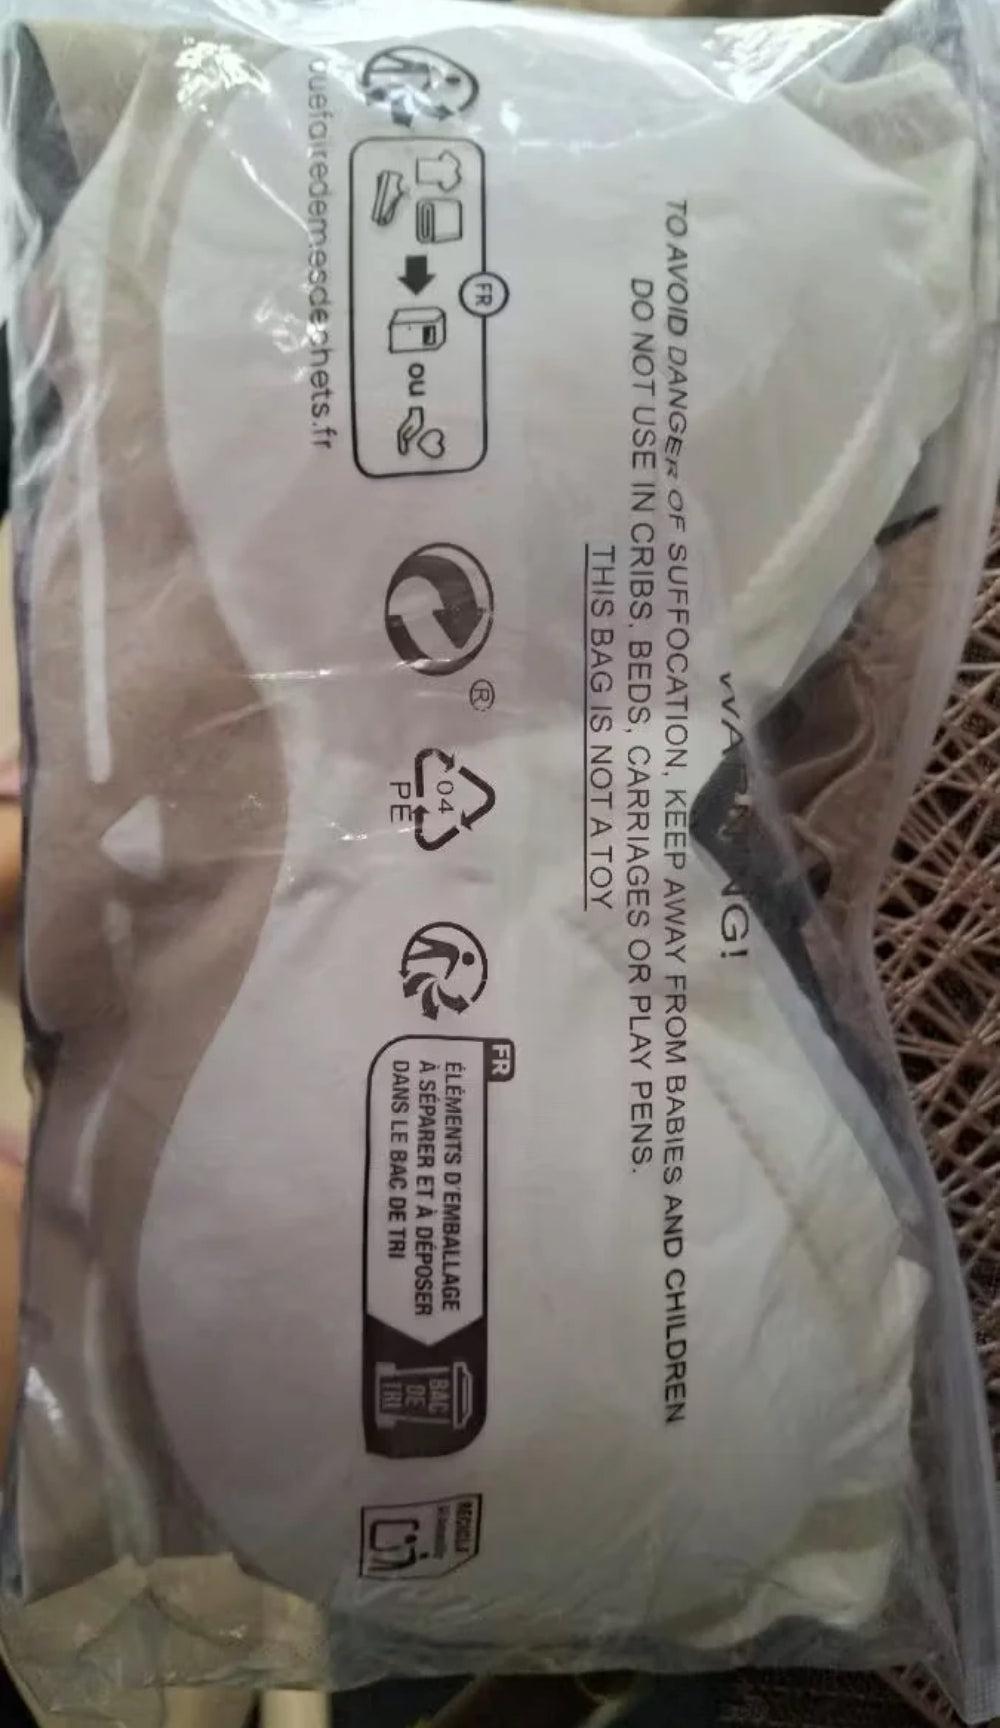 WARNING!
TO AVOID DANGER OF SUFFOCATION, KEEP AWAY FROM BABIES AND CHILDREN
DO NOT USE IN CRIBS, BEDS, CARRIAGES OR PLAY PENS.
THIS BAG IS NOT A TOY
FR
ou
quefairedemesdechets.fr
®
04
PE
FR
ÉLÉMENTS D'EMBALLAGE
À SÉPARER ET À DÉPOSER
DANS LE BAC DE TRI
BAC
DE
TRI